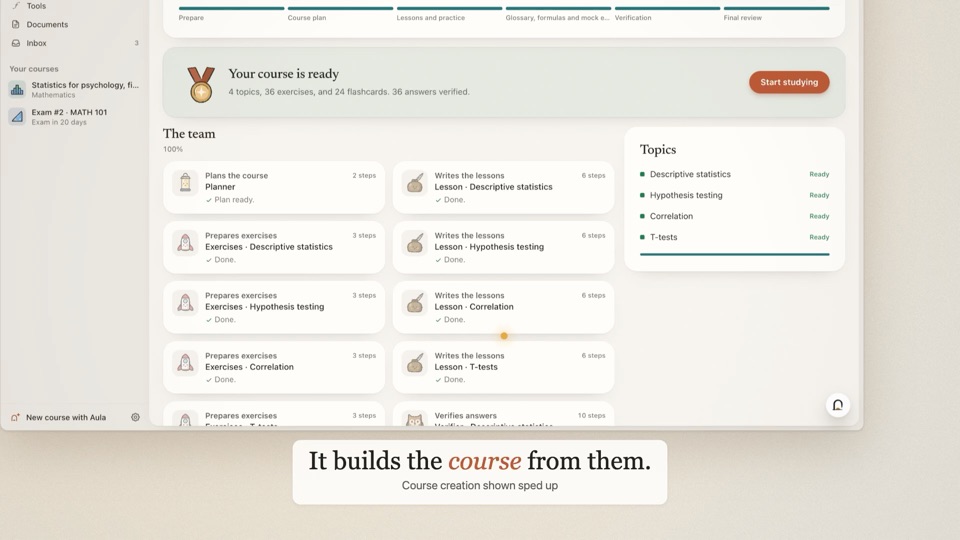 Tools
Documents
Inbox 3
Your courses
Statistics for psychology, fi...
Mathematics
Exam #2 · MATH 101
Exam in 20 days
New course with Aula
Prepare
Course plan
Lessons and practice
Glossary, formulas and mock e...
Verification
Final review
Your course is ready
4 topics, 36 exercises, and 24 flashcards. 36 answers verified.
Start studying
The team
100%
Plans the course 2 steps
Planner
✓ Plan ready.
Writes the lessons 6 steps
Lesson · Descriptive statistics
✓ Done.
Prepares exercises 3 steps
Exercises · Descriptive statistics
✓ Done.
Writes the lessons 6 steps
Lesson · Hypothesis testing
✓ Done.
Prepares exercises 3 steps
Exercises · Hypothesis testing
✓ Done.
Writes the lessons 6 steps
Lesson · Correlation
✓ Done.
Prepares exercises 3 steps
Exercises · Correlation
✓ Done.
Writes the lessons 6 steps
Lesson · T-tests
✓ Done.
Prepares exercises 3 steps
Exercises · T-tests
Verifies answers 10 steps
Verifier · Descriptive statistics
Topics
Descriptive statistics Ready
Hypothesis testing Ready
Correlation Ready
T-tests Ready
It builds the course from them.
Course creation shown sped up